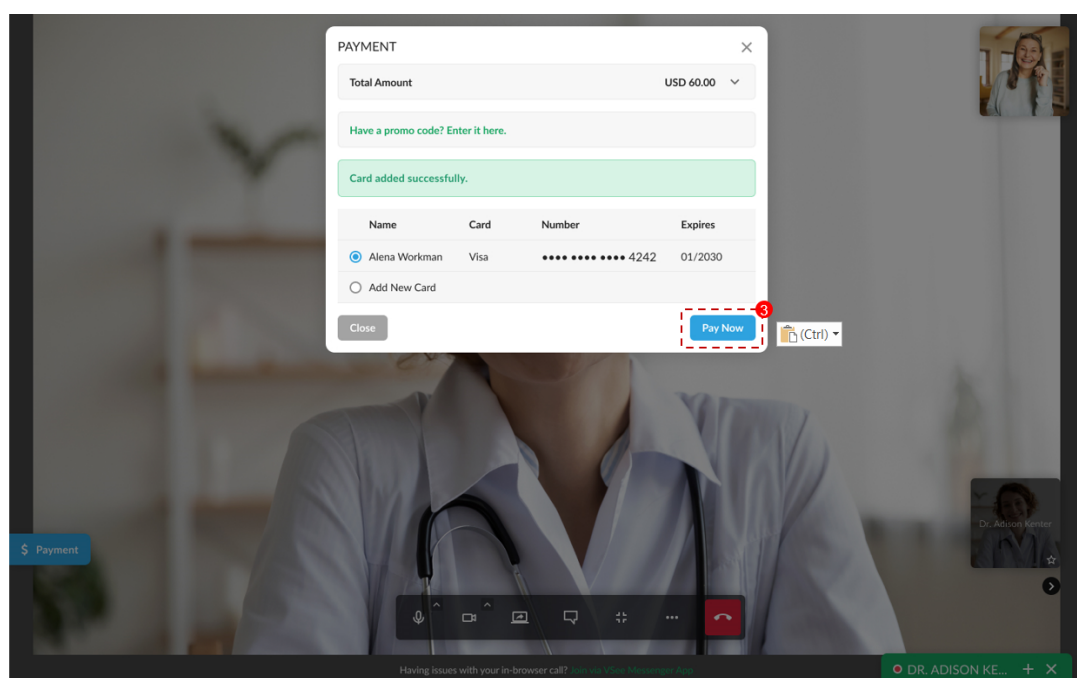 PAYMENT
Total Amount USD 60.00
Have a promo code? Enter it here.
Card added successfully.
Name Card Number Expires
Alena Workman Visa •••• •••• •••• 4242 01/2030
Add New Card
3
Close Pay Now
(Ctrl)
Dr. Adison Kenter
$ Payment
Having issues with your in-browser call? Join via VSee Messenger App
DR. ADISON KE...